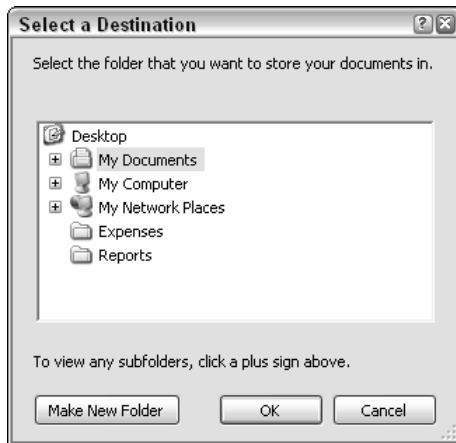 Select a Destination
Select the folder that you want to store your documents in.
Desktop
My Documents
My Computer
My Network Places
Expenses
Reports
To view any subfolders, click a plus sign above.
Make New Folder OK Cancel